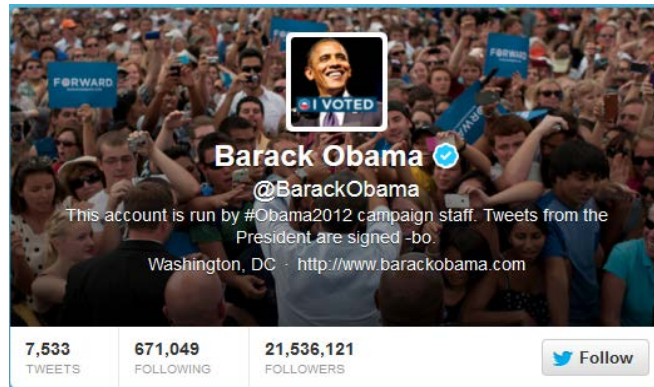 FORWARD
FORWARD
I VOTED
Barack Obama
@BarackObama
This account is run by #Obama2012 campaign staff. Tweets from the
President are signed -bo.
Washington, DC · http://www.barackobama.com
7,533 671,049 21,536,121
TWEETS FOLLOWING FOLLOWERS
Follow